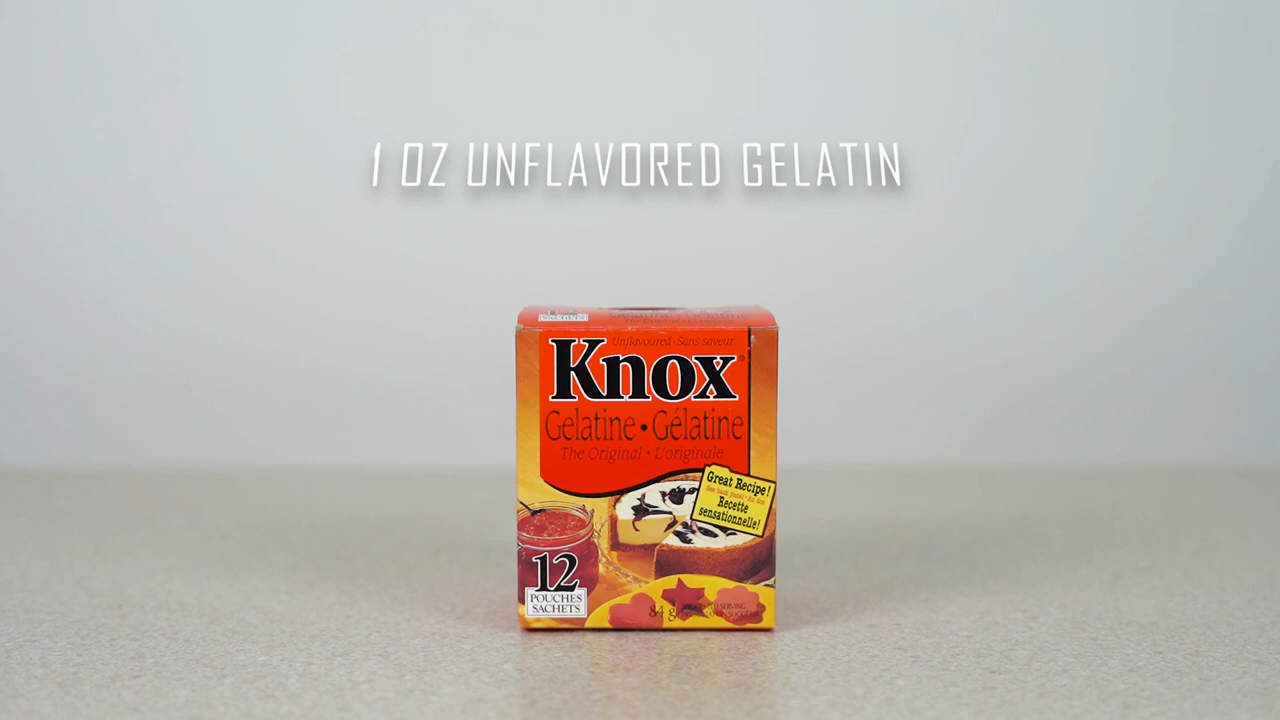 1 OZ UNFLAVORED GELATIN
Unflavoured · Sans saveur
Knox
Gelatine • Gélatine
The Original • L'originale
Great Recipe!
Recette
sensationnelle!
12
POUCHES
SACHETS
84 g